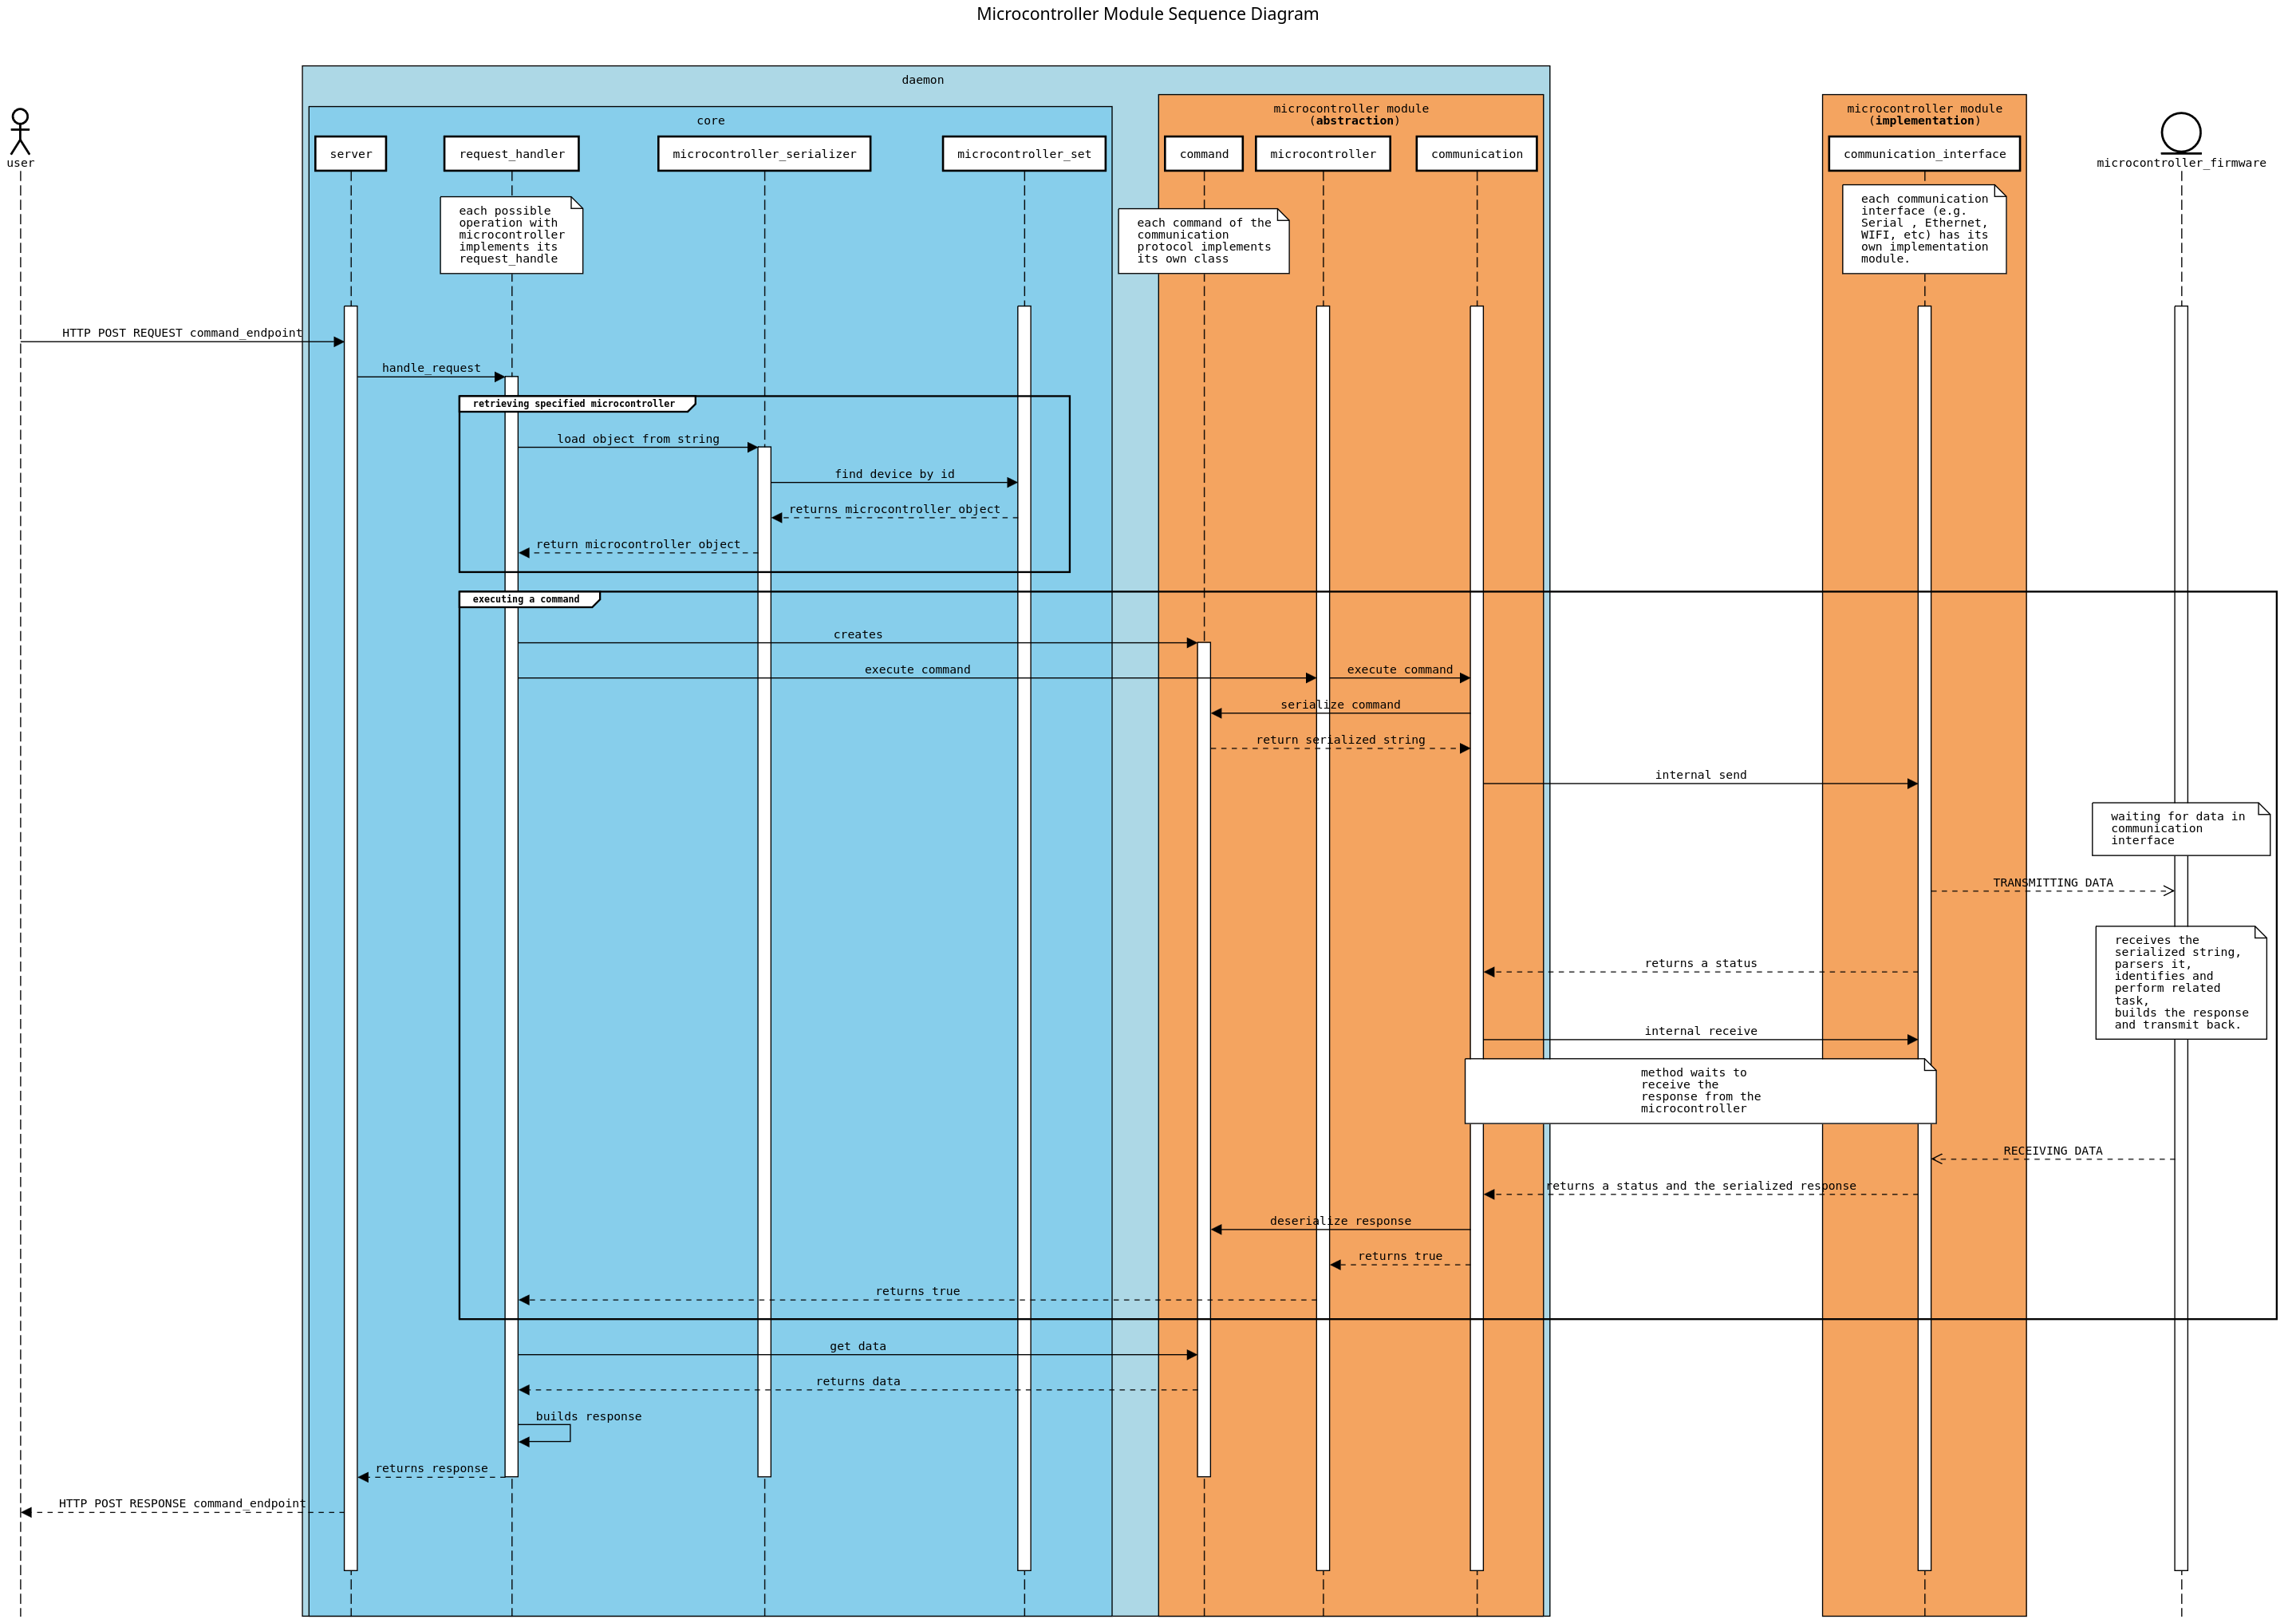 Microcontroller Module Sequence Diagram
daemon
core
microcontroller module
(abstraction)
microcontroller module
(implementation)
user
server
request_handler
microcontroller_serializer
microcontroller_set
command
microcontroller
communication
communication_interface
microcontroller_firmware
each possible
operation with
microcontroller
implements its
request_handle
each command of the
communication
protocol implements
its own class
each communication
interface (e.g.
Serial , Ethernet,
WIFI, etc) has its
own implementation
module.
HTTP POST REQUEST command_endpoint
handle_request
retrieving specified microcontroller
load object from string
find device by id
returns microcontroller object
return microcontroller object
executing a command
creates
execute command
execute command
serialize command
return serialized string
internal send
waiting for data in
communication
interface
TRANSMITTING DATA
receives the
serialized string,
parsers it,
identifies and
perform related
task,
builds the response
and transmit back.
returns a status
internal receive
method waits to
receive the
response from the
microcontroller
RECEIVING DATA
returns a status and the serialized response
deserialize response
returns true
returns true
get data
returns data
builds response
returns response
HTTP POST RESPONSE command_endpoint